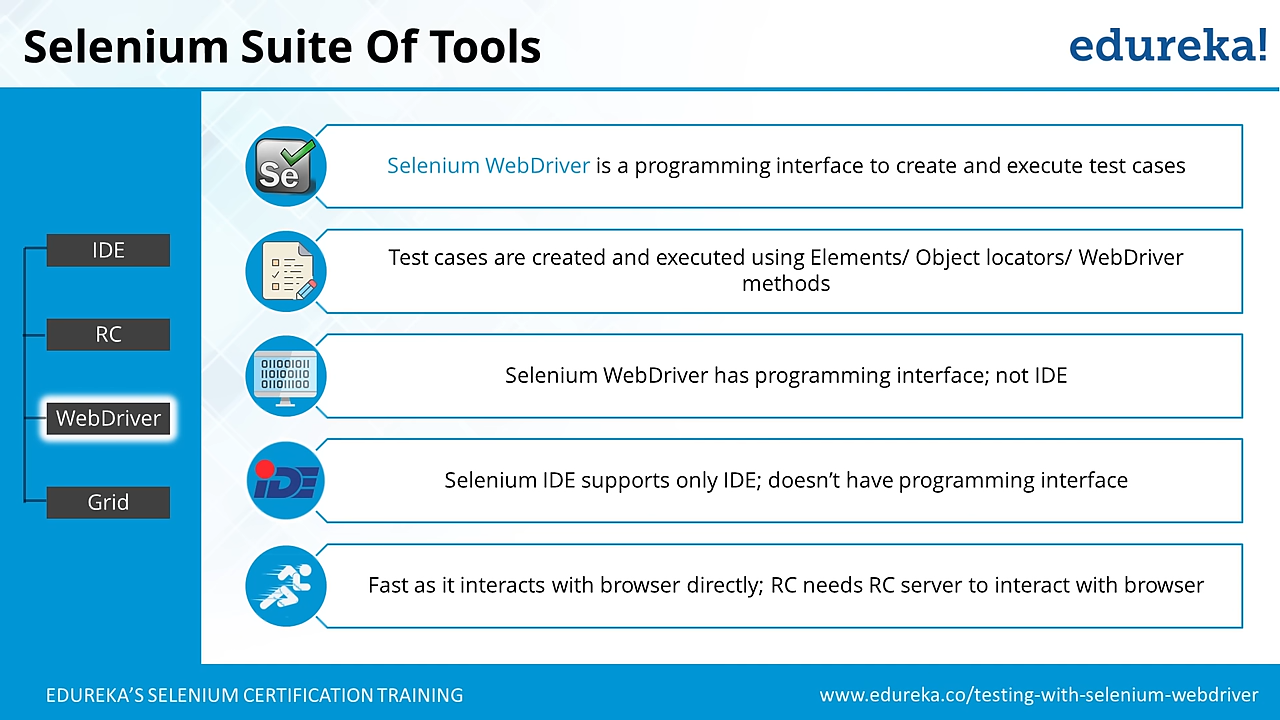 Selenium Suite Of Tools
edureka!
IDE
RC
WebDriver
Grid
Se
Selenium WebDriver is a programming interface to create and execute test cases
Test cases are created and executed using Elements/ Object locators/ WebDriver
methods
01100101
11010010
01101100
Selenium WebDriver has programming interface; not IDE
iDE
Selenium IDE supports only IDE; doesn’t have programming interface
Fast as it interacts with browser directly; RC needs RC server to interact with browser
EDUREKA’S SELENIUM CERTIFICATION TRAINING
www.edureka.co/testing-with-selenium-webdriver